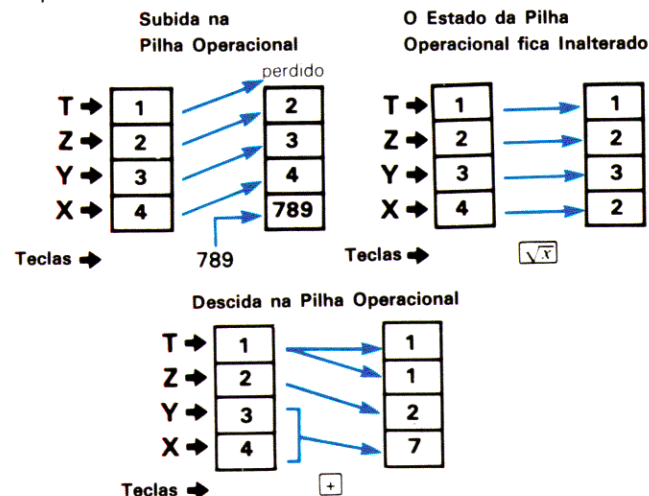 Subida na
Pilha Operacional
perdido
T → 1 2
Z → 2 3
Y → 3 4
X → 4 789
Teclas → 789
O Estado da Pilha
Operacional fica Inalterado
T → 1 1
Z → 2 2
Y → 3 3
X → 4 2
Teclas → √x
Descida na Pilha Operacional
T → 1 1
Z → 2 1
Y → 3 2
X → 4 7
Teclas → +